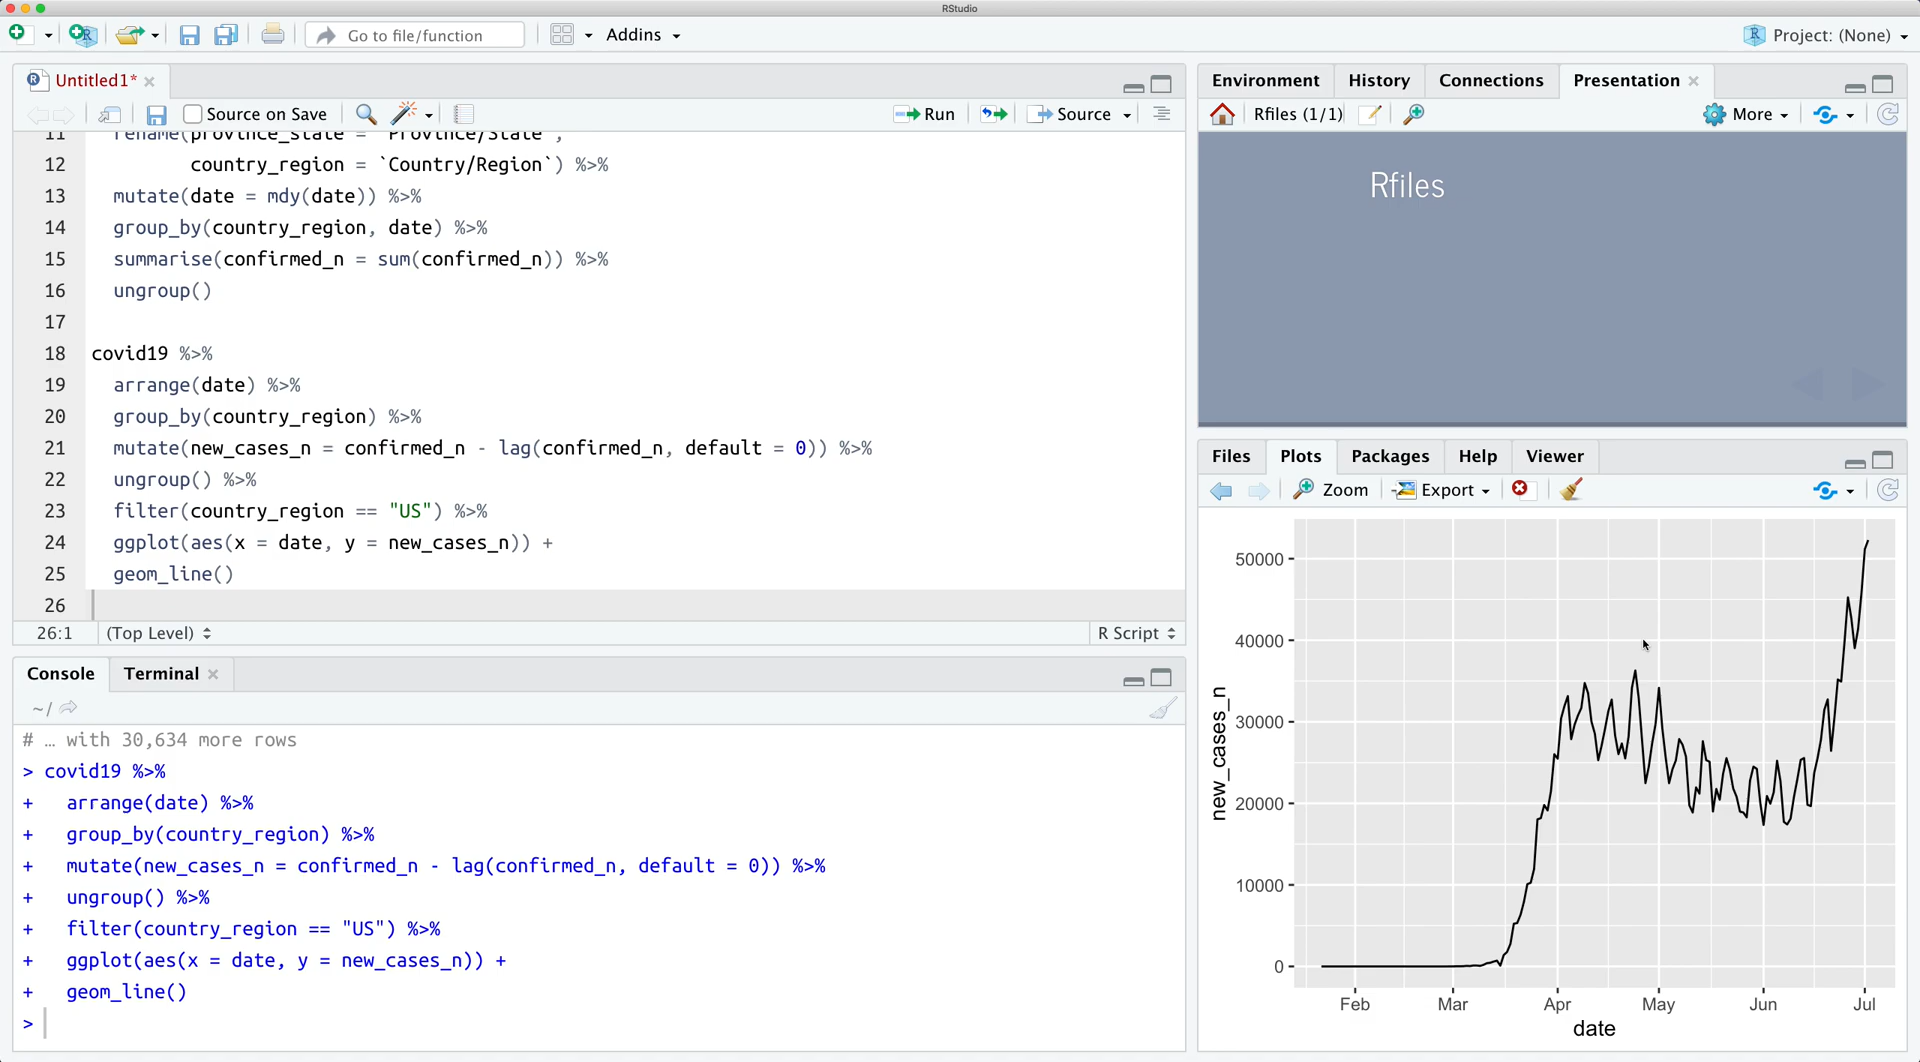 RStudio
Go to file/function
Addins
Project: (None)
Untitled1*
Source on Save
Run
Source
11 rename(province_state = `Province/State`,
12 country_region = `Country/Region`) %>%
13 mutate(date = mdy(date)) %>%
14 group_by(country_region, date) %>%
15 summarise(confirmed_n = sum(confirmed_n)) %>%
16 ungroup()
17
18 covid19 %>%
19 arrange(date) %>%
20 group_by(country_region) %>%
21 mutate(new_cases_n = confirmed_n - lag(confirmed_n, default = 0)) %>%
22 ungroup() %>%
23 filter(country_region == "US") %>%
24 ggplot(aes(x = date, y = new_cases_n)) +
25 geom_line()
26
26:1 (Top Level) R Script
Console Terminal
~/
# … with 30,634 more rows
> covid19 %>%
+ arrange(date) %>%
+ group_by(country_region) %>%
+ mutate(new_cases_n = confirmed_n - lag(confirmed_n, default = 0)) %>%
+ ungroup() %>%
+ filter(country_region == "US") %>%
+ ggplot(aes(x = date, y = new_cases_n)) +
+ geom_line()
>
Environment History Connections Presentation
Rfiles (1/1) More
Rfiles
Files Plots Packages Help Viewer
Zoom Export
50000
40000
30000
20000
10000
0
new_cases_n
Feb Mar Apr May Jun Jul
date